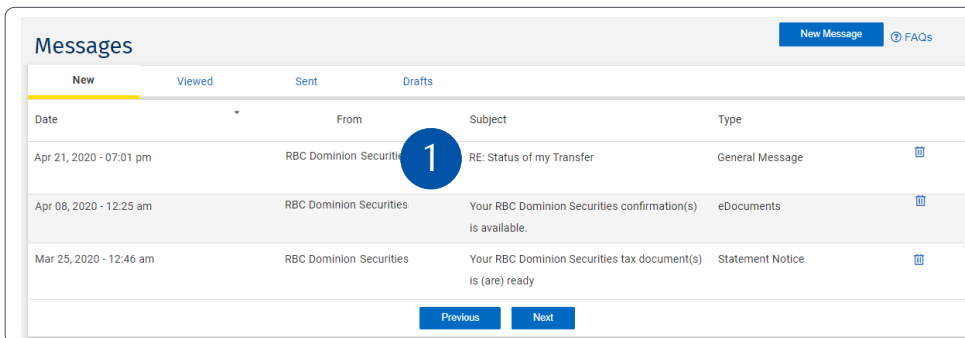 New Message
FAQs
Messages
New Viewed Sent Drafts
Date From Subject Type
Apr 21, 2020 - 07:01 pm RBC Dominion Securiti 1 RE: Status of my Transfer General Message
Apr 08, 2020 - 12:25 am RBC Dominion Securities Your RBC Dominion Securities confirmation(s) eDocuments
is available.
Mar 25, 2020 - 12:46 am RBC Dominion Securities Your RBC Dominion Securities tax document(s) Statement Notice
is (are) ready
Previous Next